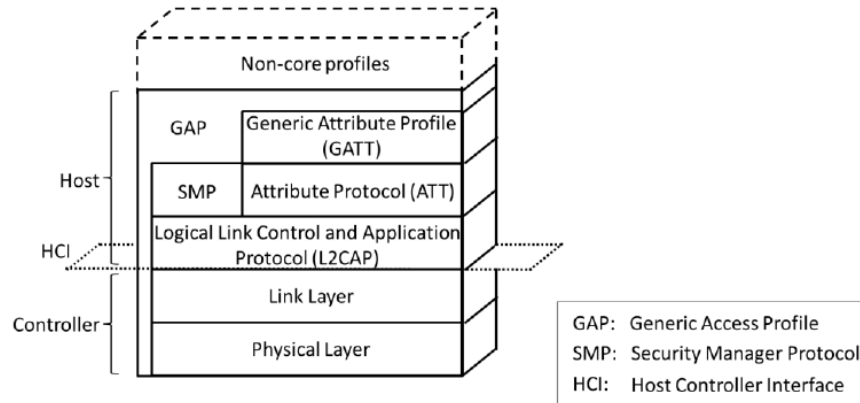 Non-core profiles
GAP
Generic Attribute Profile
(GATT)
Host
SMP
Attribute Protocol (ATT)
Logical Link Control and Application
Protocol (L2CAP)
HCI
Link Layer
Controller
Physical Layer
GAP: Generic Access Profile
SMP: Security Manager Protocol
HCI: Host Controller Interface